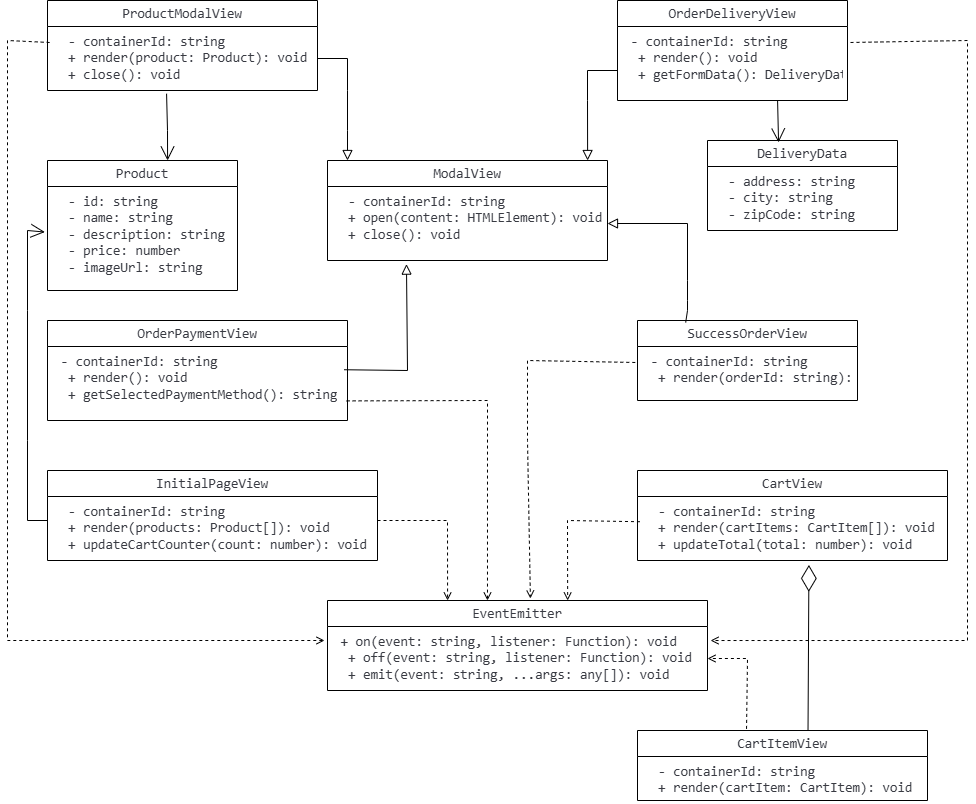 ProductModalView
- containerId: string
+ render(product: Product): void
+ close(): void
OrderDeliveryView
- containerId: string
+ render(): void
+ getFormData(): DeliveryDat
Product
- id: string
- name: string
- description: string
- price: number
- imageUrl: string
ModalView
- containerId: string
+ open(content: HTMLElement): void
+ close(): void
DeliveryData
- address: string
- city: string
- zipCode: string
OrderPaymentView
- containerId: string
+ render(): void
+ getSelectedPaymentMethod(): string
SuccessOrderView
- containerId: string
+ render(orderId: string):
InitialPageView
- containerId: string
+ render(products: Product[]): void
+ updateCartCounter(count: number): void
CartView
- containerId: string
+ render(cartItems: CartItem[]): void
+ updateTotal(total: number): void
EventEmitter
+ on(event: string, listener: Function): void
+ off(event: string, listener: Function): void
+ emit(event: string, ...args: any[]): void
CartItemView
- containerId: string
+ render(cartItem: CartItem): void